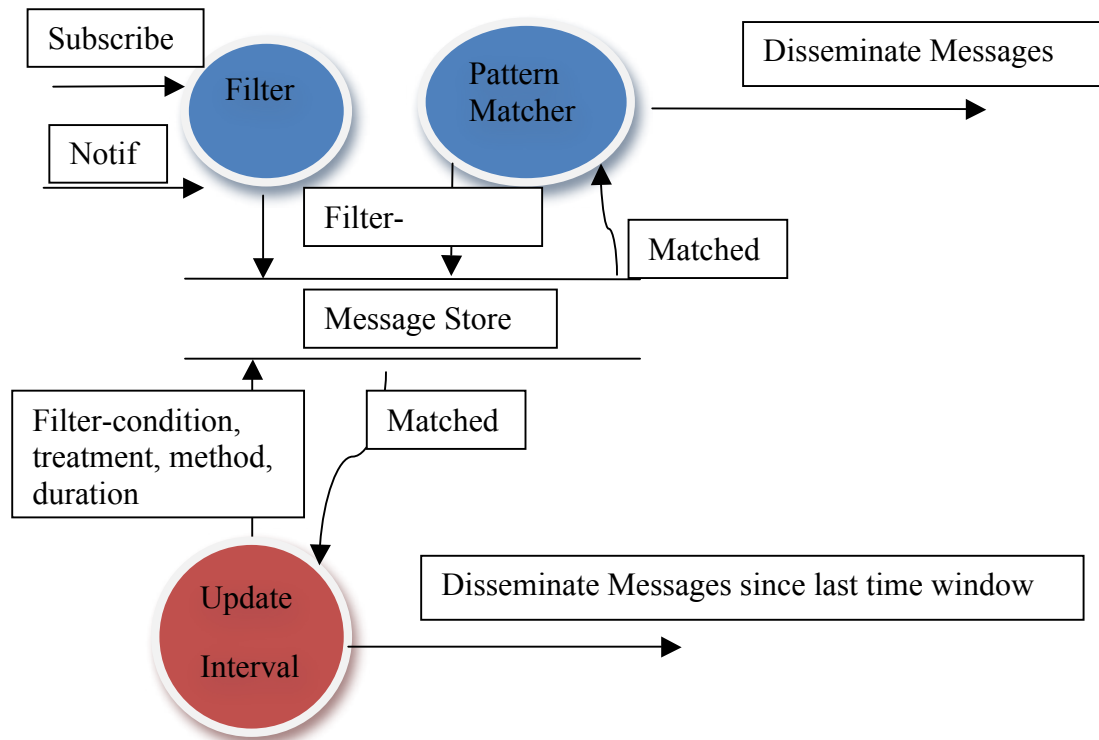 Subscribe
Filter
Pattern
Matcher
Disseminate Messages
Notif
Filter-
Matched
Message Store
Filter-condition,
treatment, method,
duration
Matched
Update
Interval
Disseminate Messages since last time window